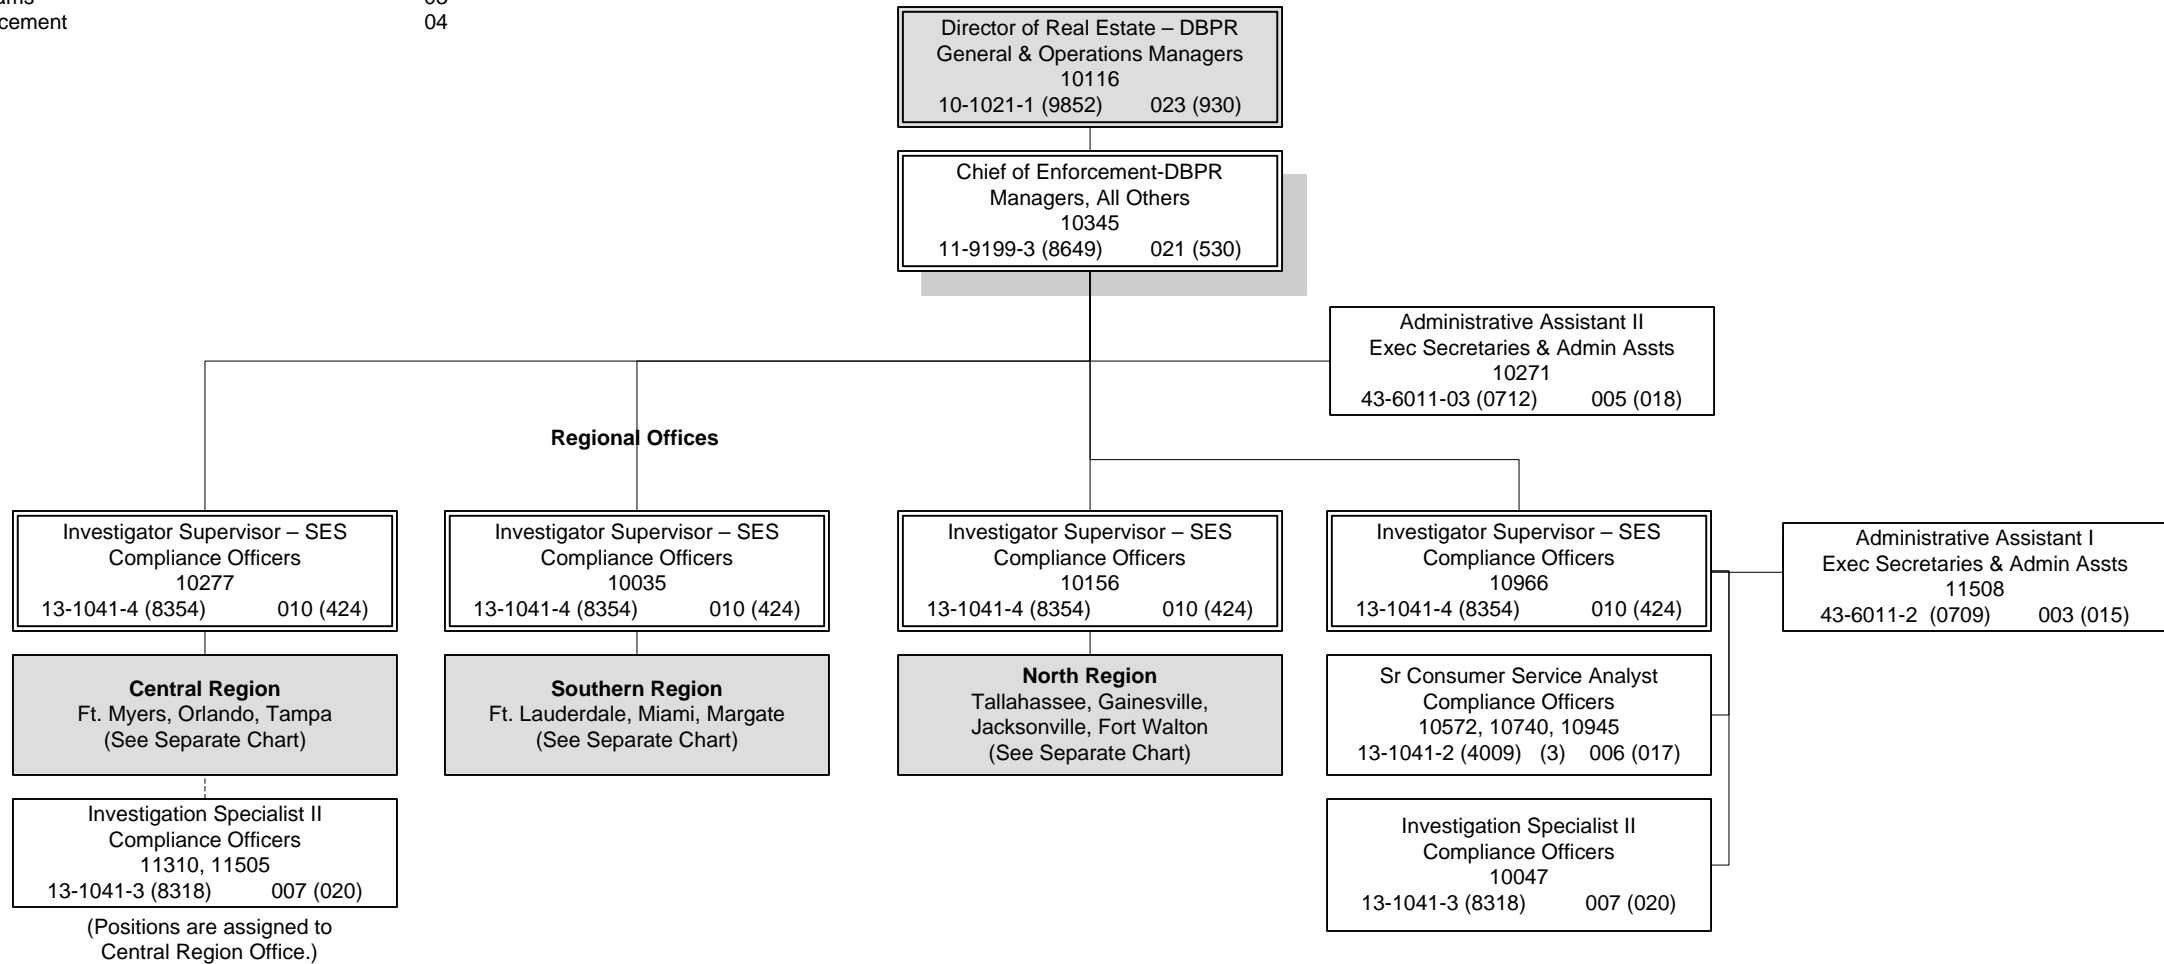 04
Director of Real Estate – DBPR
General & Operations Managers
10116
10-1021-1 (9852) 023 (930)
Chief of Enforcement-DBPR
Managers, All Others
10345
11-9199-3 (8649) 021 (530)
Administrative Assistant II
Exec Secretaries & Admin Assts
10271
43-6011-03 (0712) 005 (018)
Regional Offices
Investigator Supervisor – SES
Compliance Officers
10277
13-1041-4 (8354) 010 (424)
Investigator Supervisor – SES
Compliance Officers
10035
13-1041-4 (8354) 010 (424)
Investigator Supervisor – SES
Compliance Officers
10156
13-1041-4 (8354) 010 (424)
Investigator Supervisor – SES
Compliance Officers
10966
13-1041-4 (8354) 010 (424)
Administrative Assistant I
Exec Secretaries & Admin Assts
11508
43-6011-2 (0709) 003 (015)
Central Region
Ft. Myers, Orlando, Tampa
(See Separate Chart)
Southern Region
Ft. Lauderdale, Miami, Margate
(See Separate Chart)
North Region
Tallahassee, Gainesville,
Jacksonville, Fort Walton
(See Separate Chart)
Sr Consumer Service Analyst
Compliance Officers
10572, 10740, 10945
13-1041-2 (4009) (3) 006 (017)
Investigation Specialist II
Compliance Officers
11310, 11505
13-1041-3 (8318) 007 (020)
(Positions are assigned to
Central Region Office.)
Investigation Specialist II
Compliance Officers
10047
13-1041-3 (8318) 007 (020)